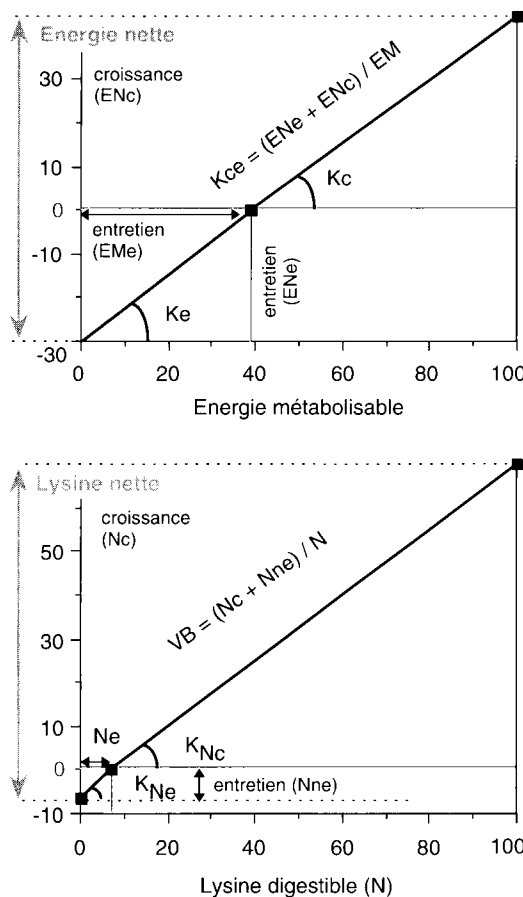 Energie nette
croissance
(ENc)
Kce = (ENe + ENc) / EM
Kc
entretien
(EMe)
entretien
(ENe)
Ke
30
10
0
-10
-30
0 20 40 60 80 100
Energie métabolisable
Lysine nette
croissance
(Nc)
VB = (Nc + Nne) / N
Ne
KNc
KNe
entretien (Nne)
50
30
10
0
-10
0 20 40 60 80 100
Lysine digestible (N)